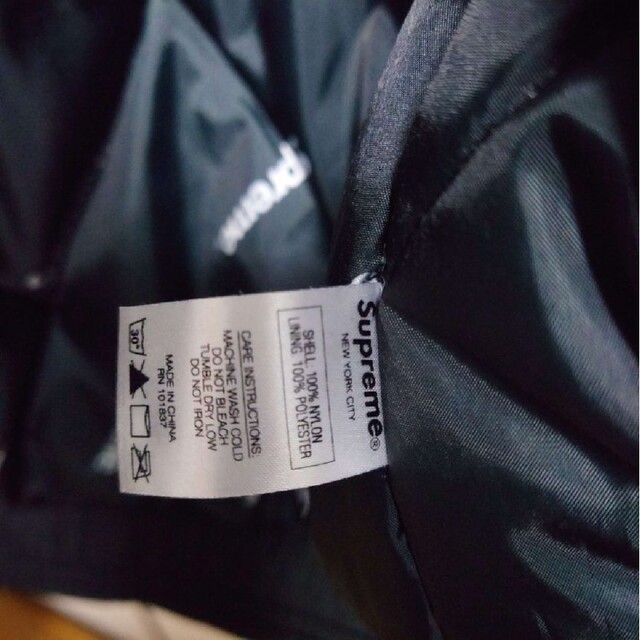 preme
Supreme®
NEW YORK CITY
SHELL 100% NYLON
LINING 100% POLYESTER
CARE INSTRUCTIONS:
MACHINE WASH COLD
DO NOT BLEACH
TUMBLE DRY LOW
DO NOT IRON
MADE IN CHINA
RN 101837
30°